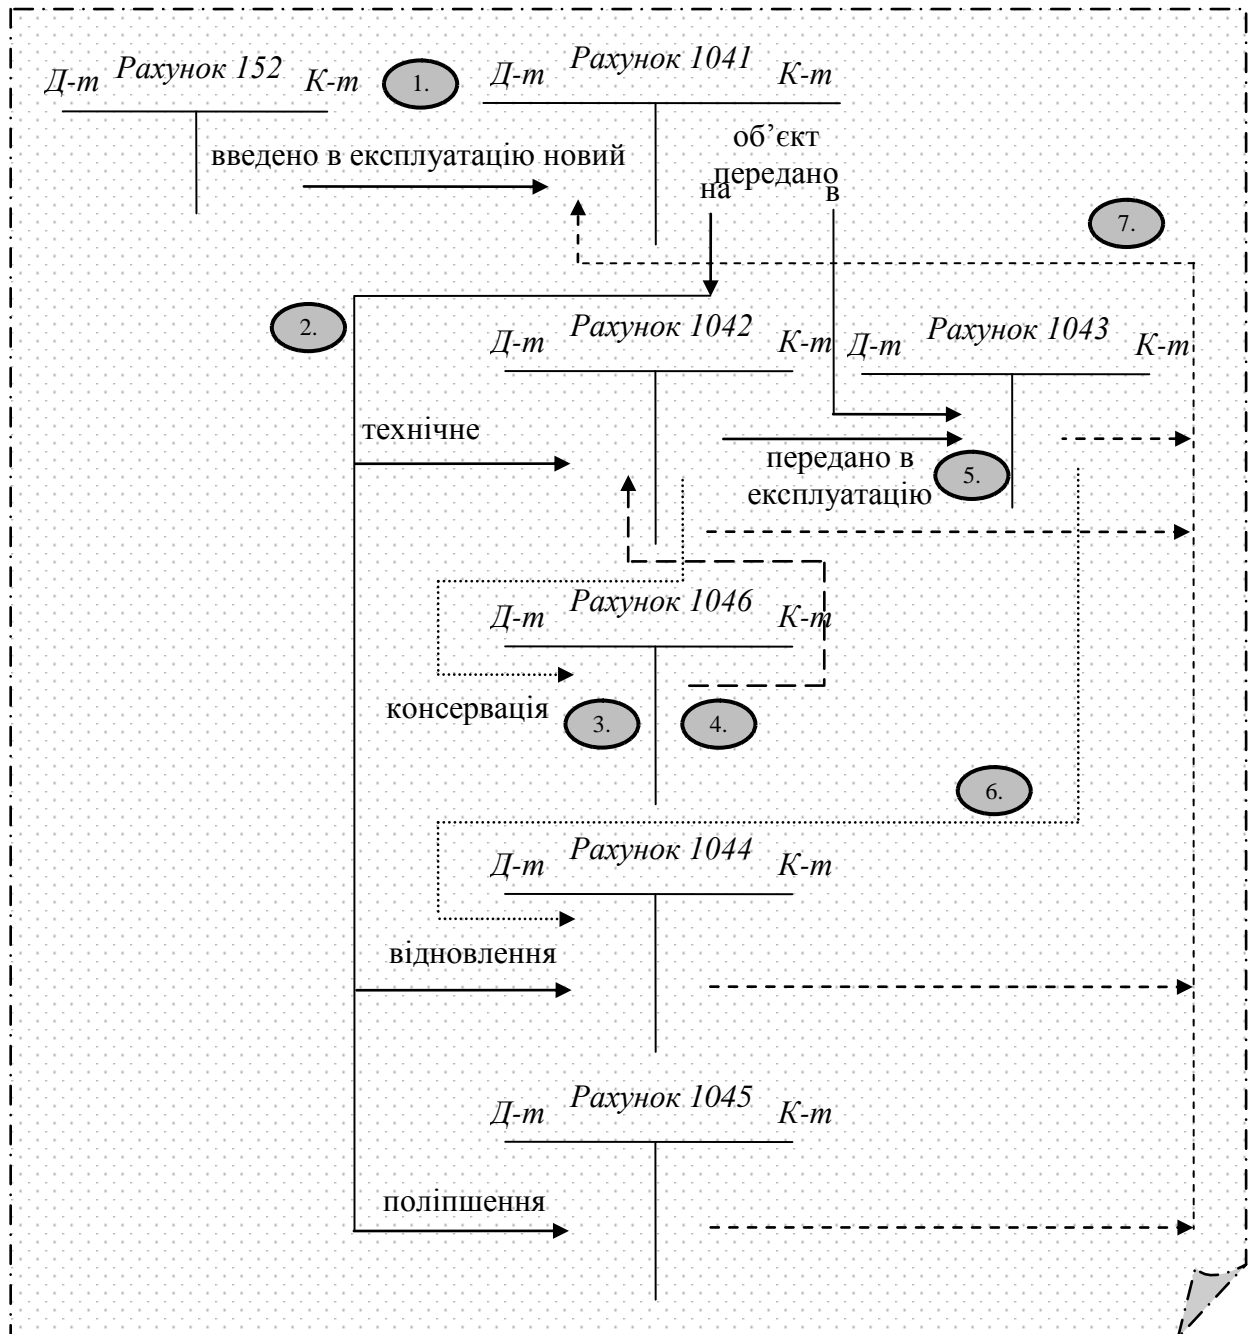 Рахунок 152
Д-т К-т
1.
Рахунок 1041
Д-т К-т
введено в експлуатацію новий
об’єкт
передано
на в
7.
2.
Рахунок 1042
Д-т К-т
Рахунок 1043
Д-т К-т
технічне
передано в
експлуатацію
5.
Рахунок 1046
Д-т К-т
консервація
3.
4.
6.
Рахунок 1044
Д-т К-т
відновлення
Рахунок 1045
Д-т К-т
поліпшення